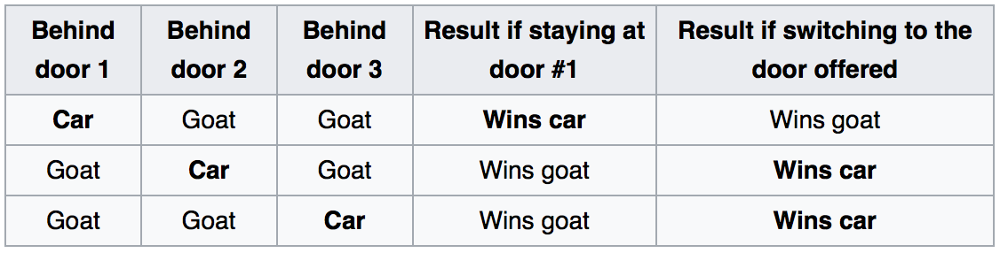 Behind door 1 Behind door 2 Behind door 3 Result if staying at door #1 Result if switching to the door offered
Car Goat Goat Wins car Wins goat
Goat Car Goat Wins goat Wins car
Goat Goat Car Wins goat Wins car